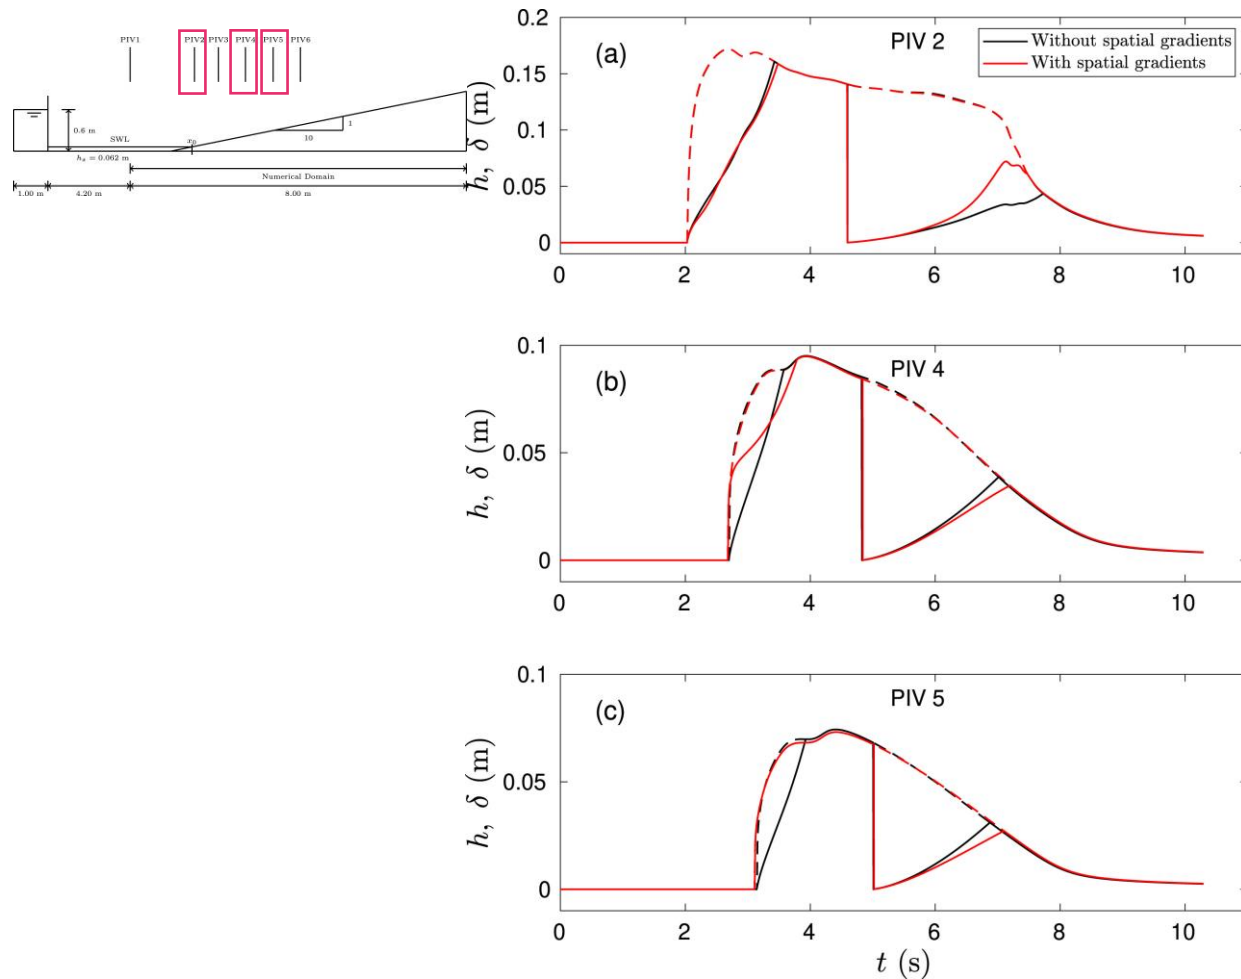 PIV1 PIV2 PIV3 PIV4 PIV5 PIV6
0.6 m
SWL
x₀
1
10
hₛ = 0.062 m
Numerical Domain
1.00 m 4.20 m 8.00 m
(a) PIV 2
Without spatial gradients
With spatial gradients
0.2
0.15
0.1
0.05
0
h, δ (m)
0 2 4 6 8 10
(b) PIV 4
0.1
0.05
0
h, δ (m)
0 2 4 6 8 10
(c) PIV 5
0.1
0.05
0
h, δ (m)
0 2 4 6 8 10
t (s)